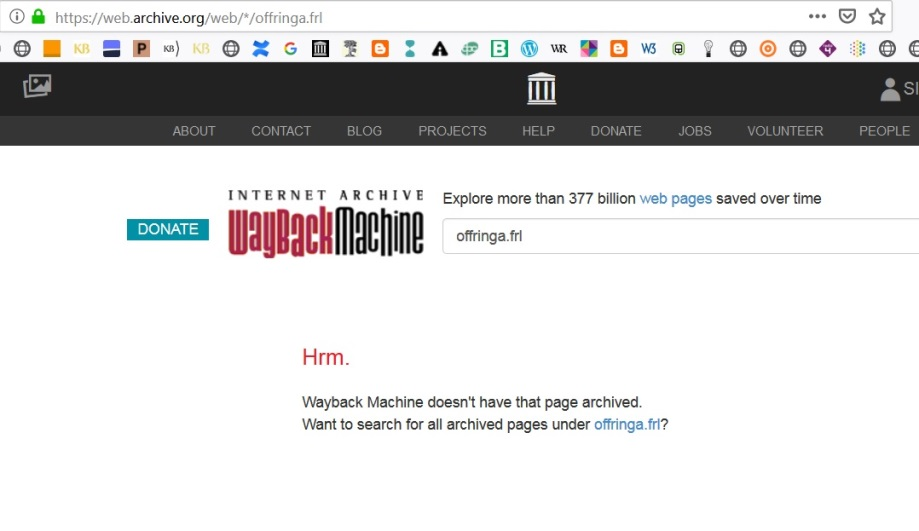 https://web.archive.org/web/*/offringa.frl
KB KB) KB G P A B W WR W3
ABOUT CONTACT BLOG PROJECTS HELP DONATE JOBS VOLUNTEER PEOPLE
INTERNET ARCHIVE
WayBackMachine
DONATE
Explore more than 377 billion web pages saved over time
offringa.frl
Hrm.
Wayback Machine doesn't have that page archived.
Want to search for all archived pages under offringa.frl?